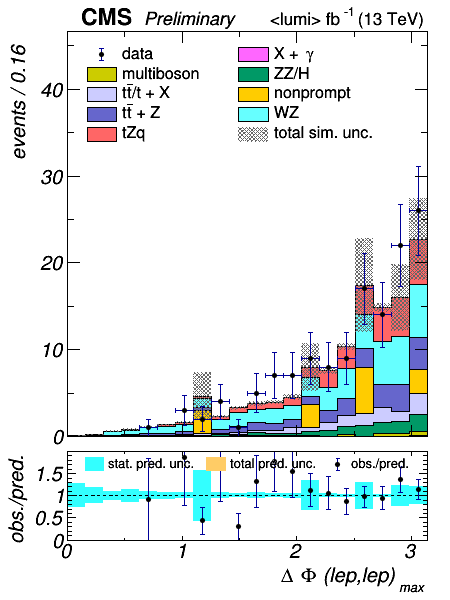 CMS Preliminary <lumi> fb⁻¹ (13 TeV)
events / 0.16
data
multiboson
tt̄/t + X
tt̄ + Z
tZq
X + γ
ZZ/H
nonprompt
WZ
total sim. unc.
40
30
20
10
0
obs./pred.
stat. pred. unc. total pred. unc. obs./pred.
1.5
1
0.5
0
0 1 2 3
Δ Φ (lep,lep) max